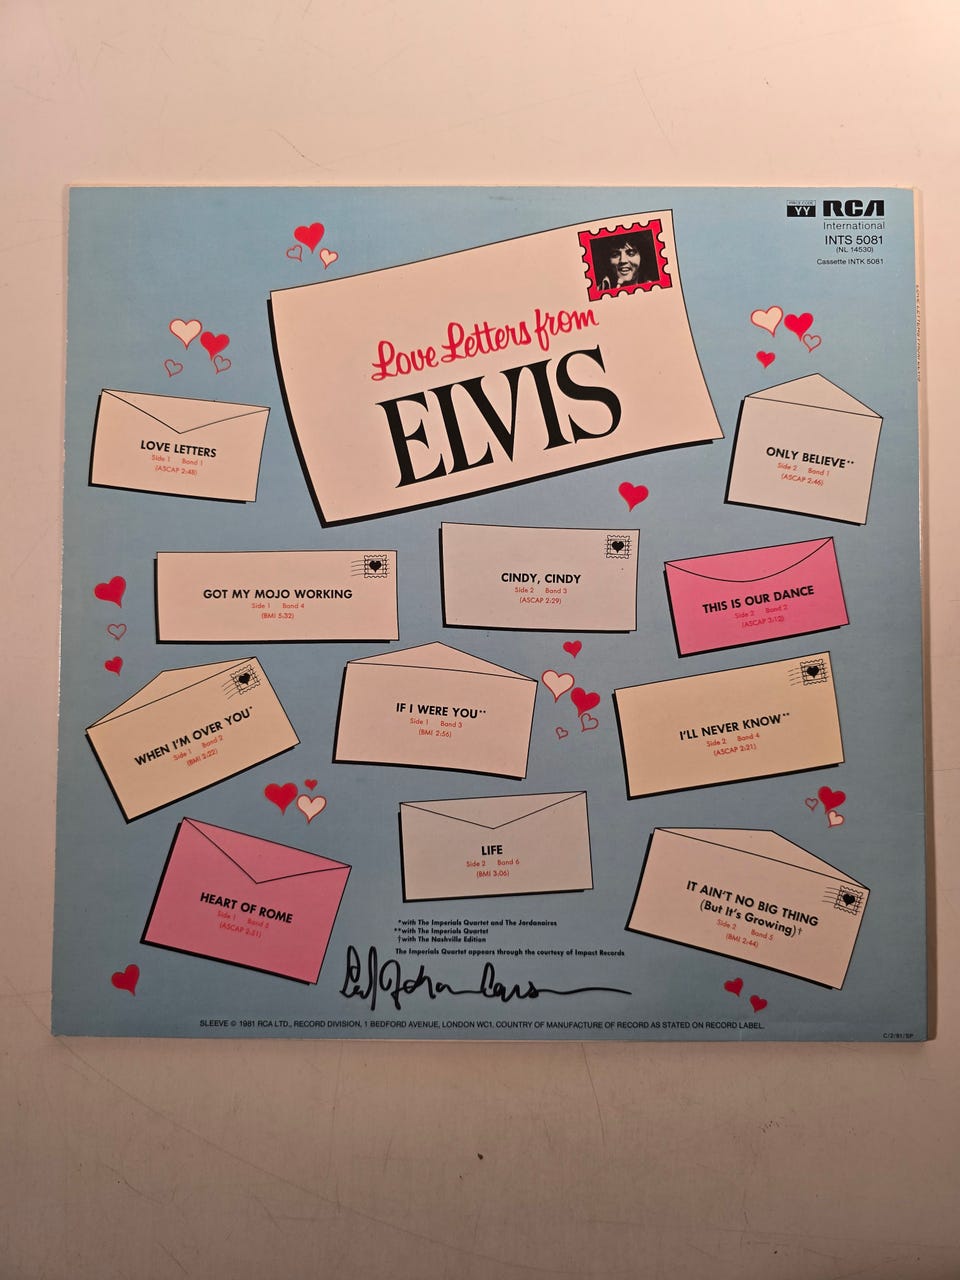 PRICE CODE
YY
RCA
International
INTS 5081
(NL 14530)
Cassette INTK 5081
Love Letters from
ELVIS
LOVE LETTERS
Side 1 Band 1
(ASCAP 2:48)
ONLY BELIEVE**
Side 2 Band 1
(ASCAP 2:46)
GOT MY MOJO WORKING
Side 1 Band 4
(BMI 5:32)
CINDY, CINDY
Side 2 Band 3
(ASCAP 2:29)
THIS IS OUR DANCE
Side 2 Band 2
(ASCAP 3:12)
WHEN I'M OVER YOU*
Side 1 Band 2
(BMI 2:22)
IF I WERE YOU**
Side 1 Band 3
(BMI 2:56)
I'LL NEVER KNOW**
Side 2 Band 4
(ASCAP 2:21)
HEART OF ROME
Side 1 Band 5
(ASCAP 2:51)
LIFE
Side 2 Band 6
(BMI 3:06)
IT AIN'T NO BIG THING
(But It's Growing)†
Side 2 Band 5
(BMI 2:44)
*with The Imperials Quartet and The Jordanaires
**with The Imperials Quartet
†with The Nashville Edition
The Imperials Quartet appears through the courtesy of Impact Records
SLEEVE © 1981 RCA LTD., RECORD DIVISION, 1 BEDFORD AVENUE, LONDON WC1. COUNTRY OF MANUFACTURE OF RECORD AS STATED ON RECORD LABEL.
C/2/81/SP